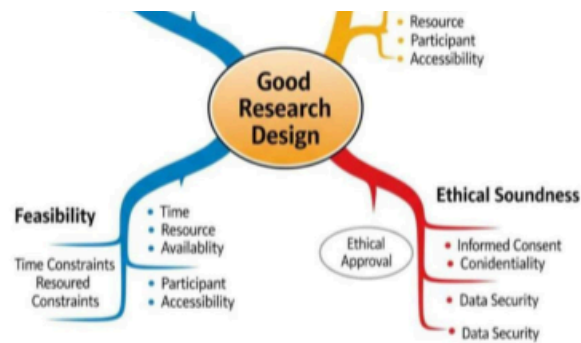 Resource
Participant
Accessibility
Good
Research
Design
Feasibility
Time
Resource
Availablity
Time Constraints
Resoured
Constraints
Participant
Accessibility
Ethical Soundness
Ethical
Approval
Informed Consent
Conidentiality
Data Security
Data Security